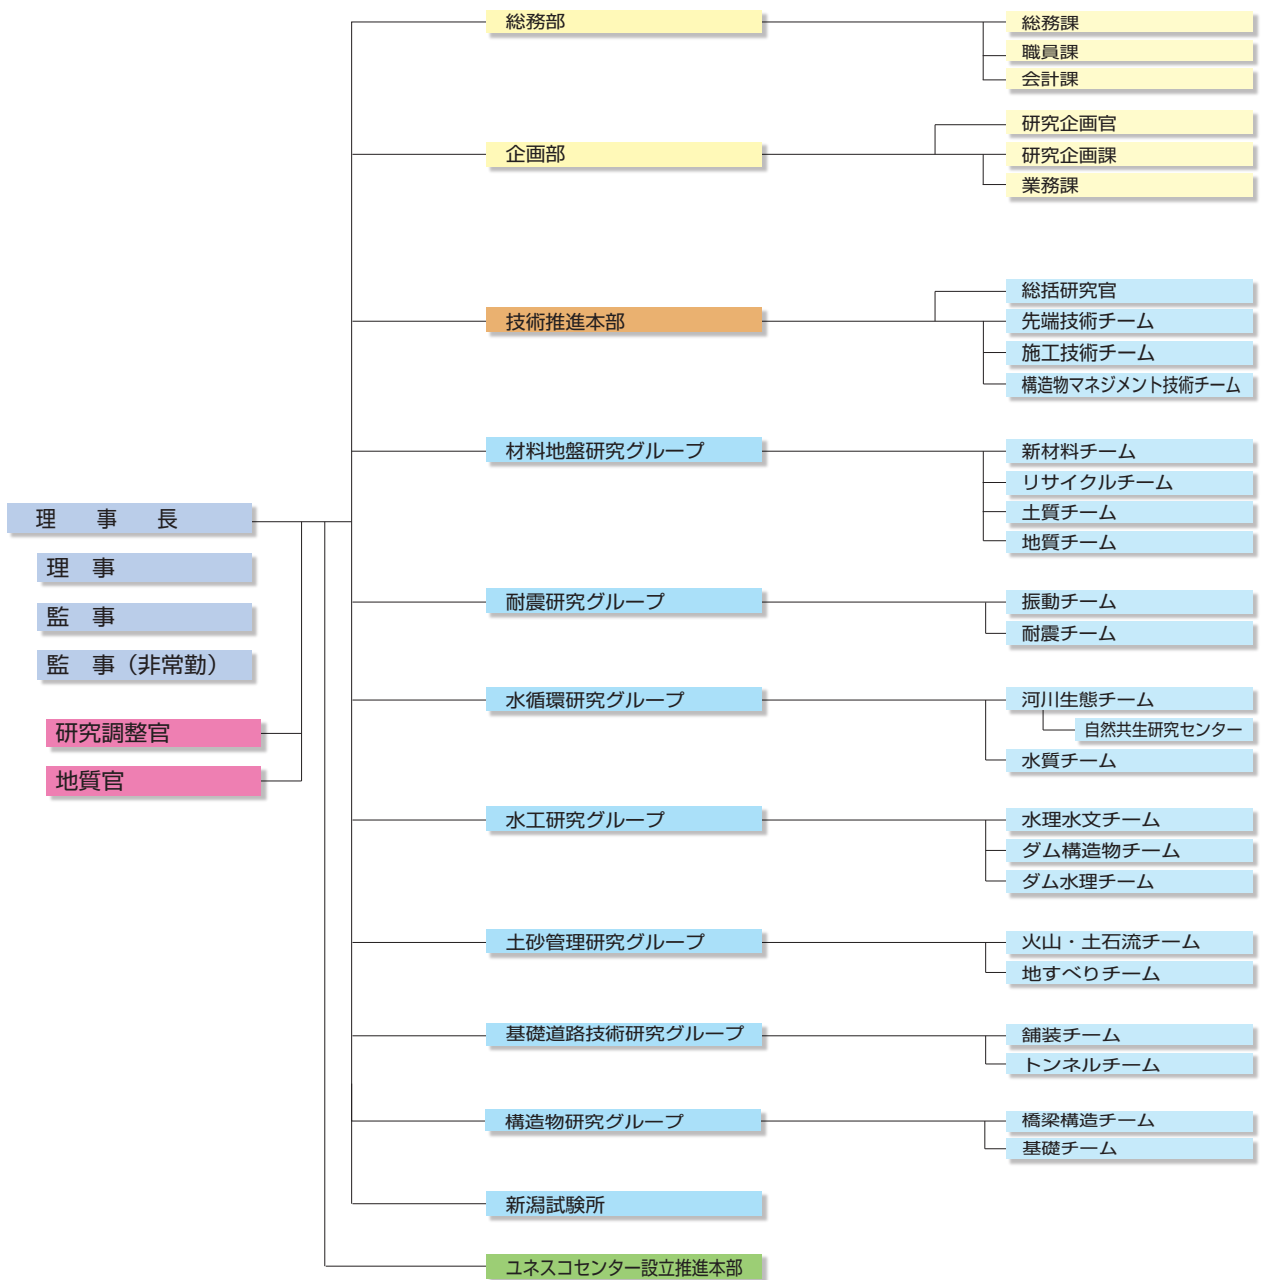 総務部
総務課
職員課
会計課
企画部
研究企画官
研究企画課
業務課
技術推進本部
総括研究官
先端技術チーム
施工技術チーム
構造物マネジメント技術チーム
材料地盤研究グループ
新材料チーム
リサイクルチーム
土質チーム
地質チーム
理 事 長
理 事
監 事
監 事（非常勤）
研究調整官
地質官
耐震研究グループ
振動チーム
耐震チーム
水循環研究グループ
河川生態チーム
自然共生研究センター
水質チーム
水工研究グループ
水理水文チーム
ダム構造物チーム
ダム水理チーム
土砂管理研究グループ
火山・土石流チーム
地すべりチーム
基礎道路技術研究グループ
舗装チーム
トンネルチーム
構造物研究グループ
橋梁構造チーム
基礎チーム
新潟試験所
ユネスコセンター設立推進本部